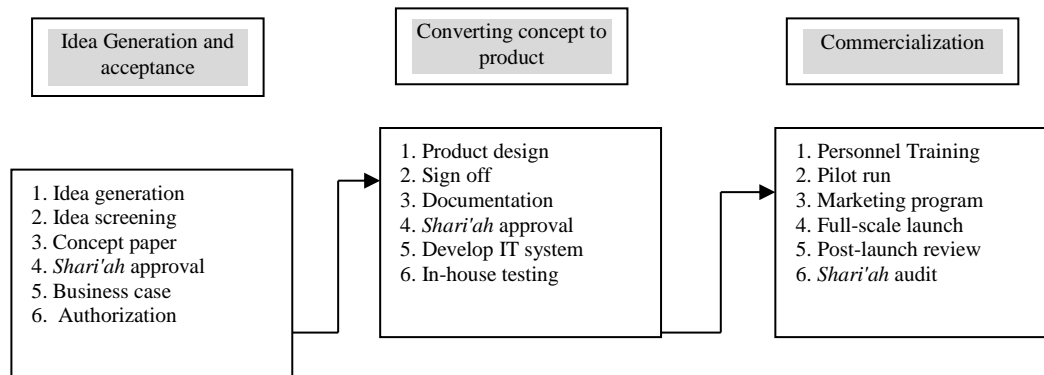 Idea Generation and
acceptance
Converting concept to
product
Commercialization
1. Idea generation
2. Idea screening
3. Concept paper
4. Shari'ah approval
5. Business case
6. Authorization
1. Product design
2. Sign off
3. Documentation
4. Shari'ah approval
5. Develop IT system
6. In-house testing
1. Personnel Training
2. Pilot run
3. Marketing program
4. Full-scale launch
5. Post-launch review
6. Shari'ah audit